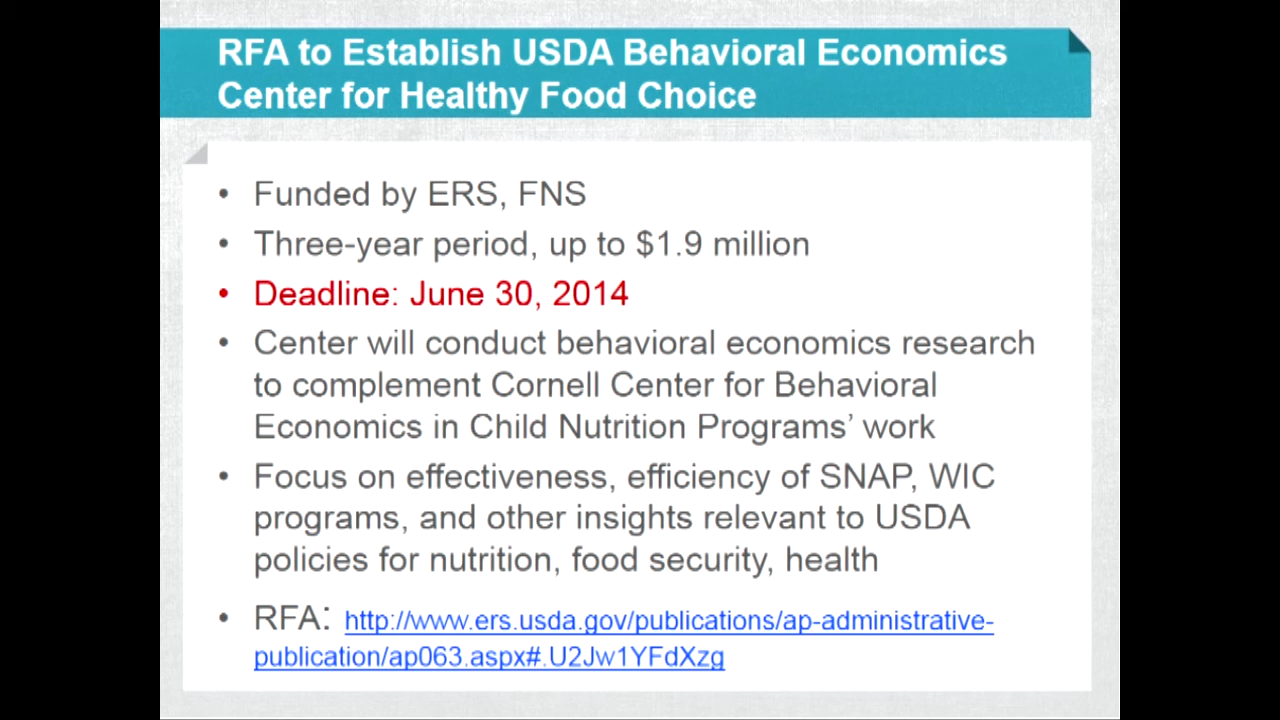 RFA to Establish USDA Behavioral Economics
Center for Healthy Food Choice
• Funded by ERS, FNS
• Three-year period, up to $1.9 million
• Deadline: June 30, 2014
• Center will conduct behavioral economics research
to complement Cornell Center for Behavioral
Economics in Child Nutrition Programs’ work
• Focus on effectiveness, efficiency of SNAP, WIC
programs, and other insights relevant to USDA
policies for nutrition, food security, health
• RFA: http://www.ers.usda.gov/publications/ap-administrative-
publication/ap063.aspx#.U2Jw1YFdXzg